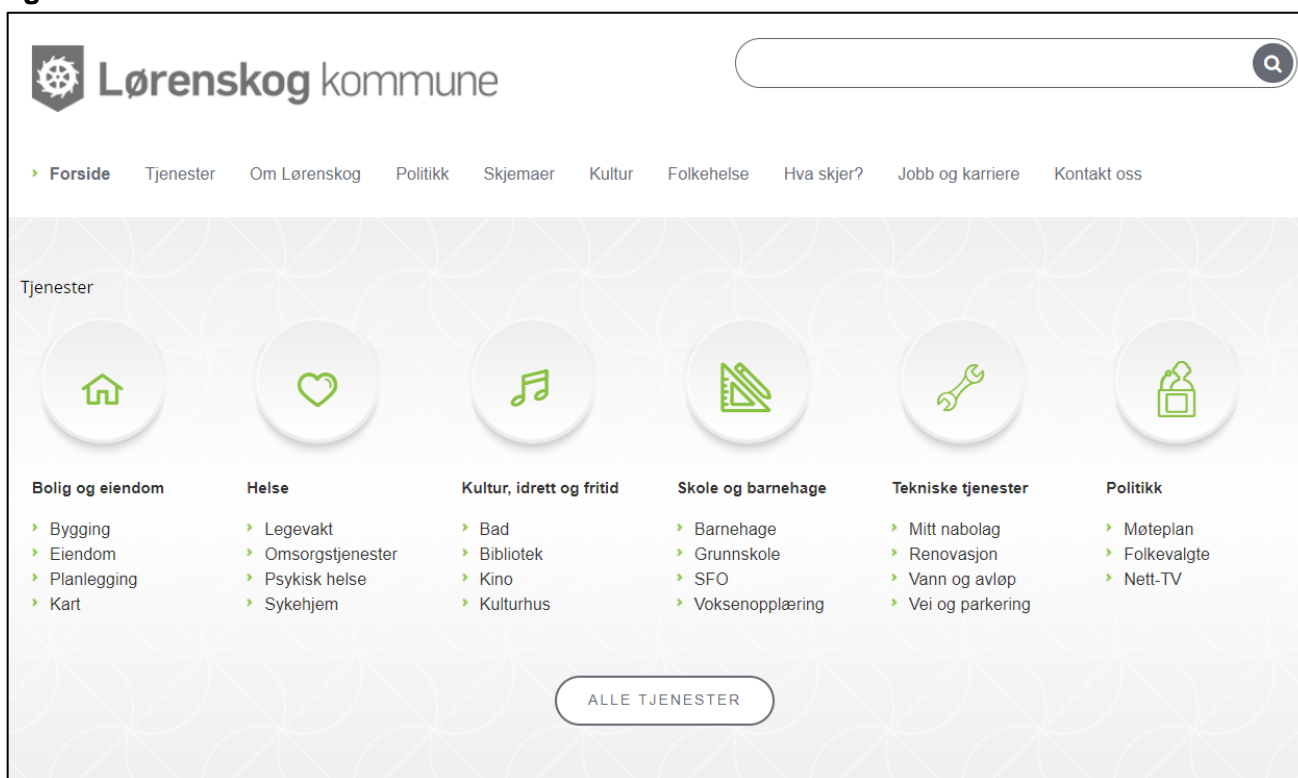 Lørenskog kommune
Forside Tjenester Om Lørenskog Politikk Skjemaer Kultur Folkehelse Hva skjer? Jobb og karriere Kontakt oss
Tjenester
Bolig og eiendom
Bygging
Eiendom
Planlegging
Kart
Helse
Legevakt
Omsorgstjenester
Psykisk helse
Sykehjem
Kultur, idrett og fritid
Bad
Bibliotek
Kino
Kulturhus
Skole og barnehage
Barnehage
Grunnskole
SFO
Voksenopplæring
Tekniske tjenester
Mitt nabolag
Renovasjon
Vann og avløp
Vei og parkering
Politikk
Møteplan
Folkevalgte
Nett-TV
ALLE TJENESTER